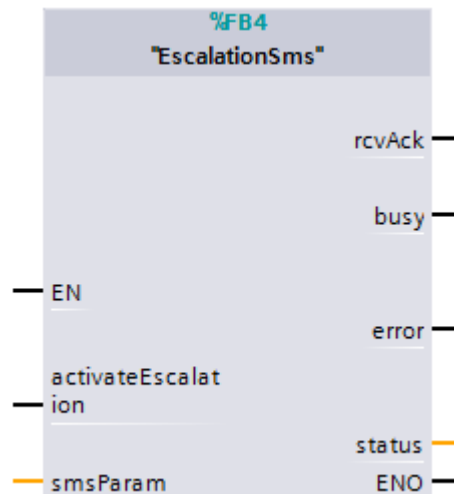 %FB4
"EscalationSms"
rcvAck
busy
EN
error
activateEscalat
ion
status
smsParam
ENO